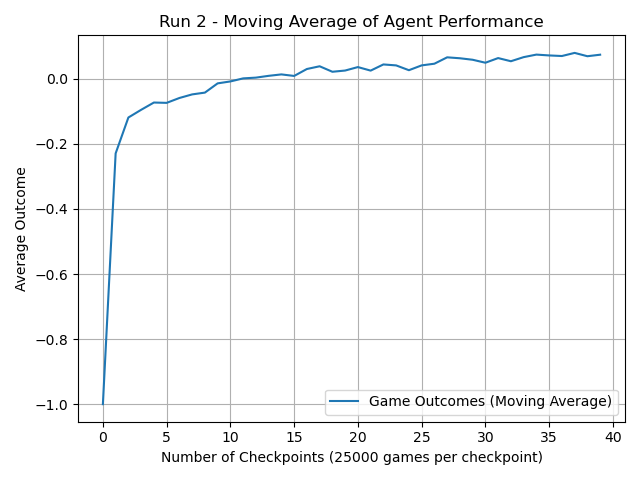 Run 2 - Moving Average of Agent Performance
Average Outcome
0.0
−0.2
−0.4
−0.6
−0.8
−1.0
Game Outcomes (Moving Average)
0 5 10 15 20 25 30 35 40
Number of Checkpoints (25000 games per checkpoint)